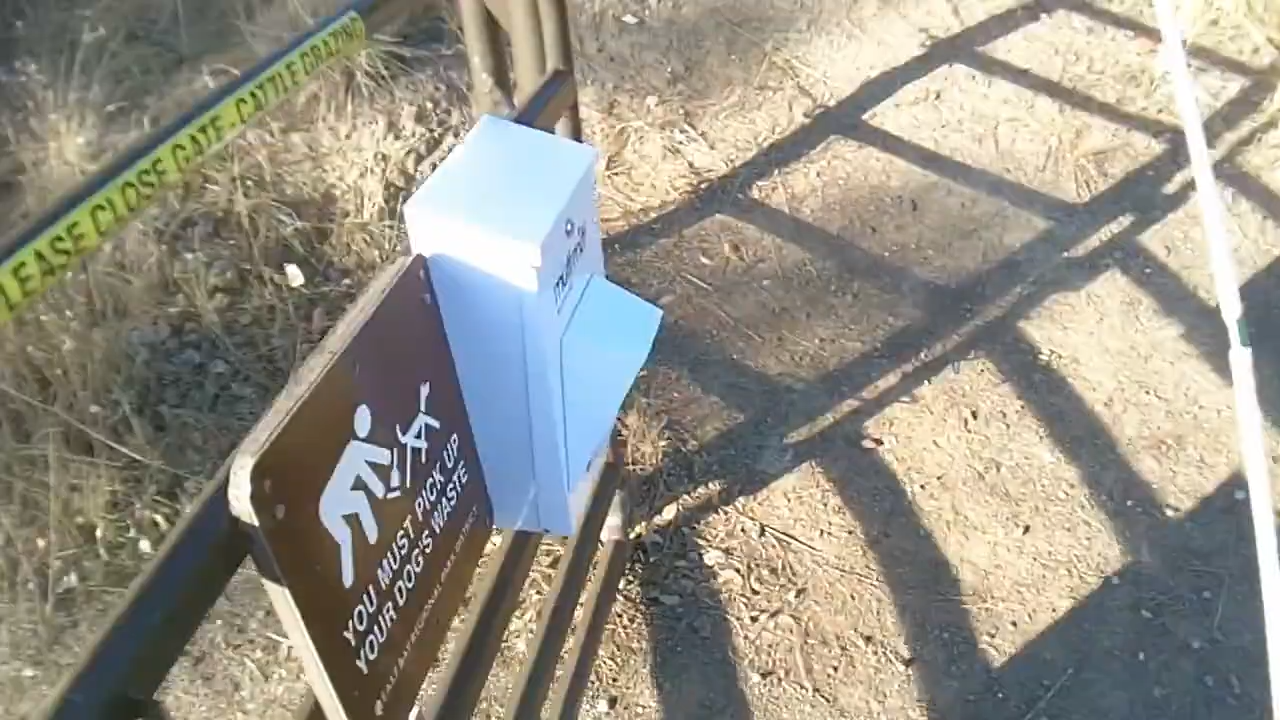 LEASE CLOSE GATE - CATTLE GRAZING
YOU MUST PICK UP
YOUR DOG'S WASTE